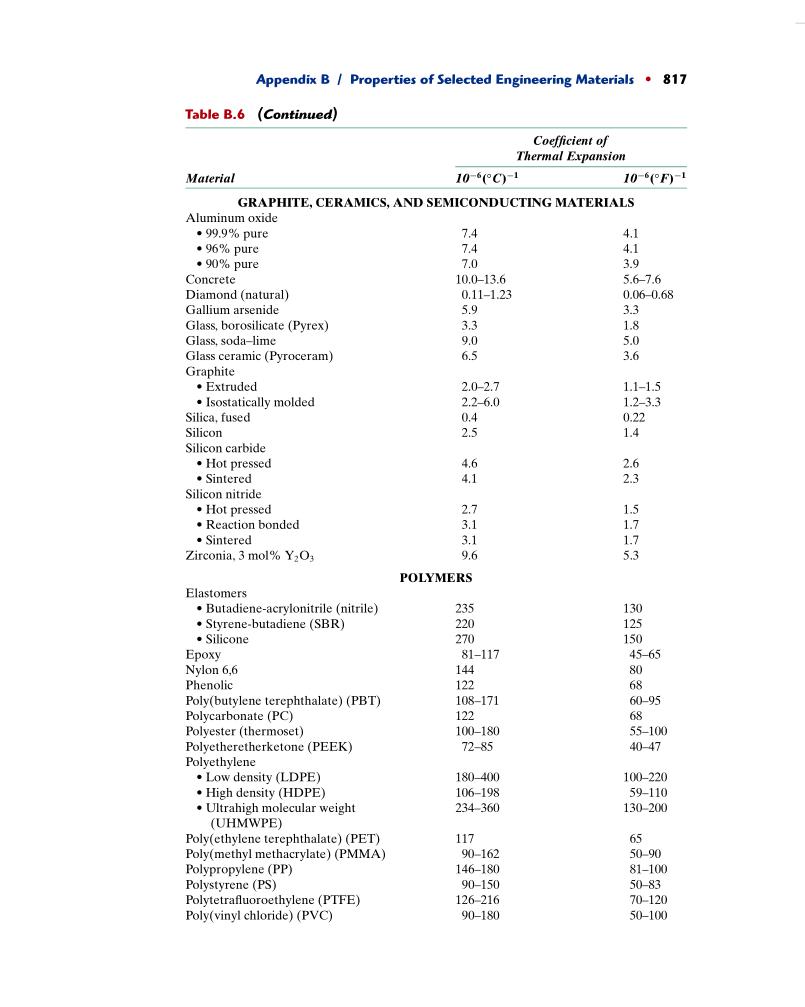 Appendix B / Properties of Selected Engineering Materials • 817
Table B.6 (Continued)
Coefficient of
Thermal Expansion
Material 10⁻⁶(°C)⁻¹ 10⁻⁶(°F)⁻¹
GRAPHITE, CERAMICS, AND SEMICONDUCTING MATERIALS
Aluminum oxide
• 99.9% pure 7.4 4.1
• 96% pure 7.4 4.1
• 90% pure 7.0 3.9
Concrete 10.0–13.6 5.6–7.6
Diamond (natural) 0.11–1.23 0.06–0.68
Gallium arsenide 5.9 3.3
Glass, borosilicate (Pyrex) 3.3 1.8
Glass, soda–lime 9.0 5.0
Glass ceramic (Pyroceram) 6.5 3.6
Graphite
• Extruded 2.0–2.7 1.1–1.5
• Isostatically molded 2.2–6.0 1.2–3.3
Silica, fused 0.4 0.22
Silicon 2.5 1.4
Silicon carbide
• Hot pressed 4.6 2.6
• Sintered 4.1 2.3
Silicon nitride
• Hot pressed 2.7 1.5
• Reaction bonded 3.1 1.7
• Sintered 3.1 1.7
Zirconia, 3 mol% Y₂O₃ 9.6 5.3
POLYMERS
Elastomers
• Butadiene-acrylonitrile (nitrile) 235 130
• Styrene-butadiene (SBR) 220 125
• Silicone 270 150
Epoxy 81–117 45–65
Nylon 6,6 144 80
Phenolic 122 68
Poly(butylene terephthalate) (PBT) 108–171 60–95
Polycarbonate (PC) 122 68
Polyester (thermoset) 100–180 55–100
Polyetheretherketone (PEEK) 72–85 40–47
Polyethylene
• Low density (LDPE) 180–400 100–220
• High density (HDPE) 106–198 59–110
• Ultrahigh molecular weight 234–360 130–200
(UHMWPE)
Poly(ethylene terephthalate) (PET) 117 65
Poly(methyl methacrylate) (PMMA) 90–162 50–90
Polypropylene (PP) 146–180 81–100
Polystyrene (PS) 90–150 50–83
Polytetrafluoroethylene (PTFE) 126–216 70–120
Poly(vinyl chloride) (PVC) 90–180 50–100